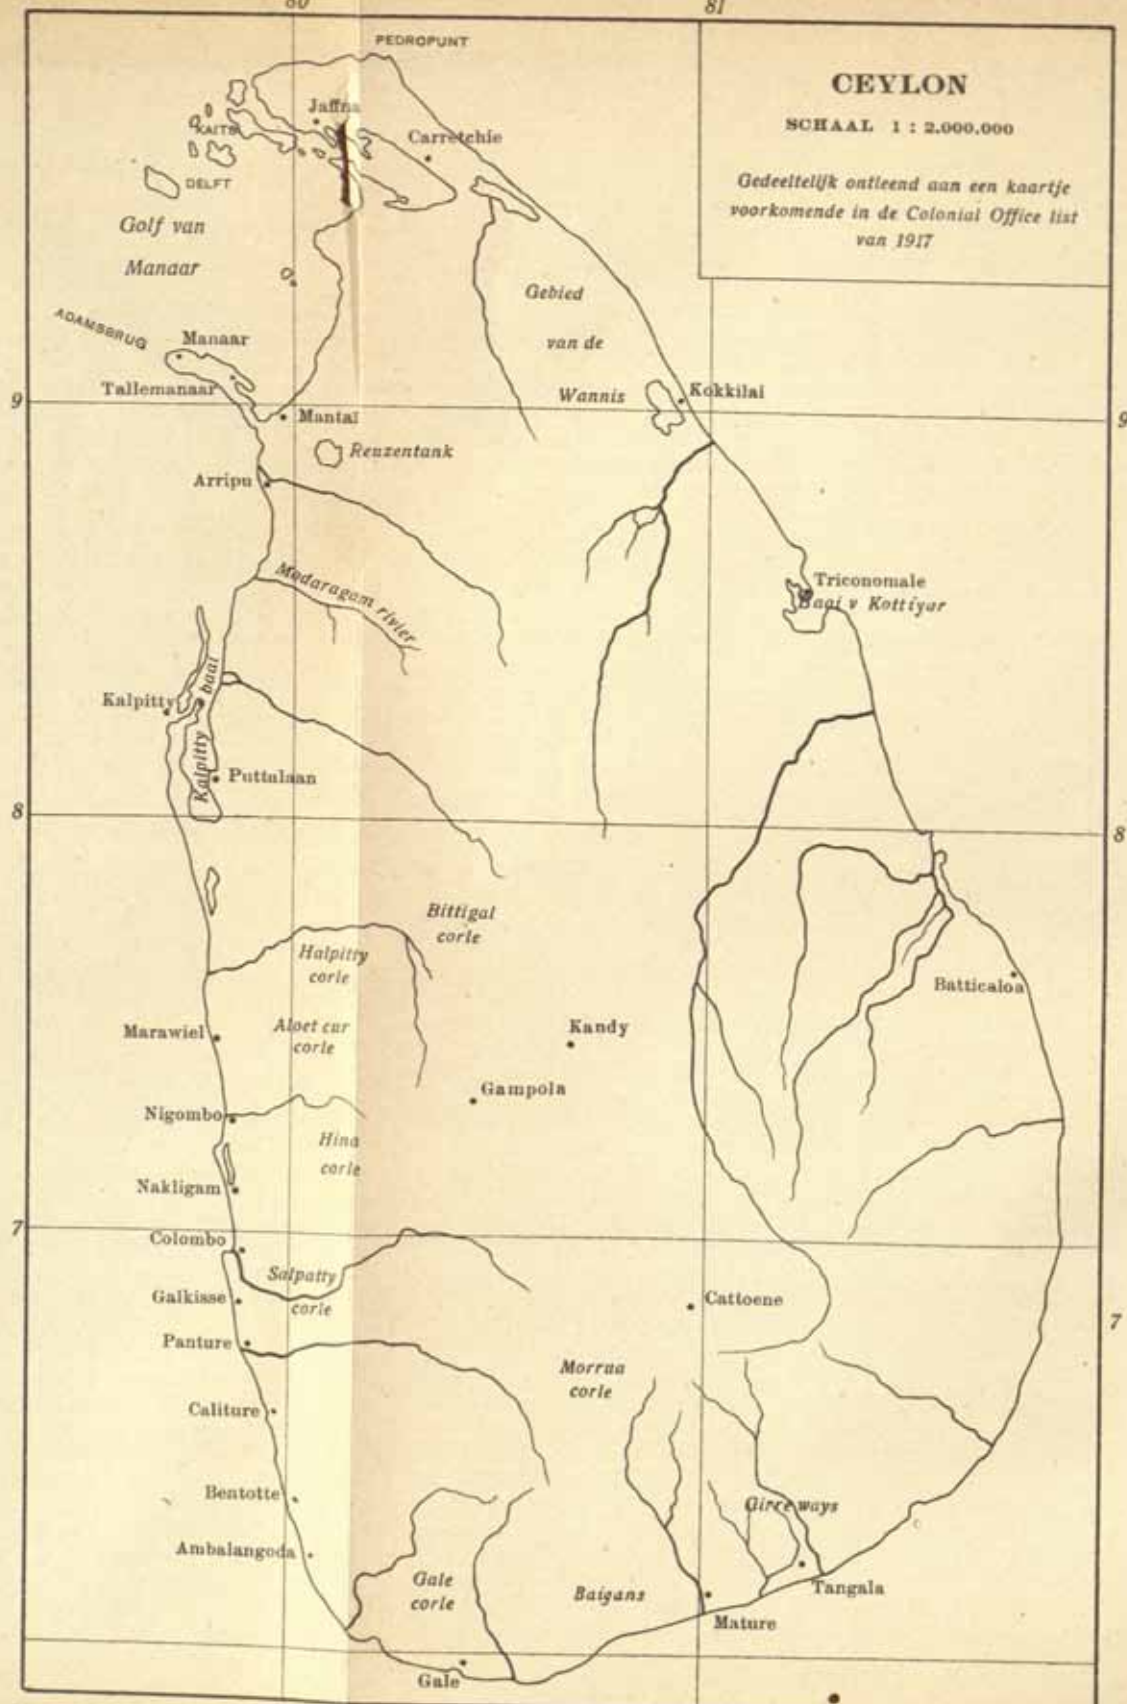 80
81
PEDROPUNT
CEYLON
SCHAAL 1 : 2.000.000
Gedeeltelijk ontleend aan een kaartje
voorkomende in de Colonial Office list
van 1917
Jaffna
KAITS
Carretchie
DELFT
Golf van
Manaar
Gebied
van de
Wannis
ADAMSBRUG
Manaar
Tallemanaar
Kokkilai
9
9
Mantai
Reuzentank
Arripu
Modaragam rivier
Triconomale
Baai v Kottiyar
Kalpitty
Kalpitty baai
Puttalaan
8
8
Bittigal
corle
Halpitty
corle
Batticaloa
Marawiel
Aloet cur
corle
Kandy
Gampola
Nigombo
Hina
corle
Nakligam
7
Colombo
Salpatty
corle
Galkisse
Cattoene
7
Panture
Morrua
corle
Caliture
Bentotte
Girre ways
Ambalangoda
Gale
corle
Baigans
Tangala
Mature
Gale